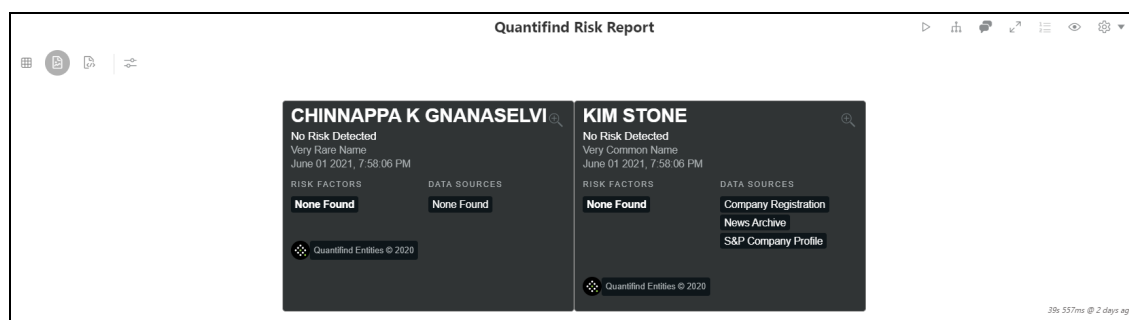 Quantifind Risk Report
CHINNAPPA K GNANASELVI
No Risk Detected
Very Rare Name
June 01 2021, 7:58:06 PM
RISK FACTORS
DATA SOURCES
None Found
None Found
Quantifind Entities © 2020
KIM STONE
No Risk Detected
Very Common Name
June 01 2021, 7:58:06 PM
RISK FACTORS
DATA SOURCES
None Found
Company Registration
News Archive
S&P Company Profile
Quantifind Entities © 2020
39s 557ms @ 2 days ag